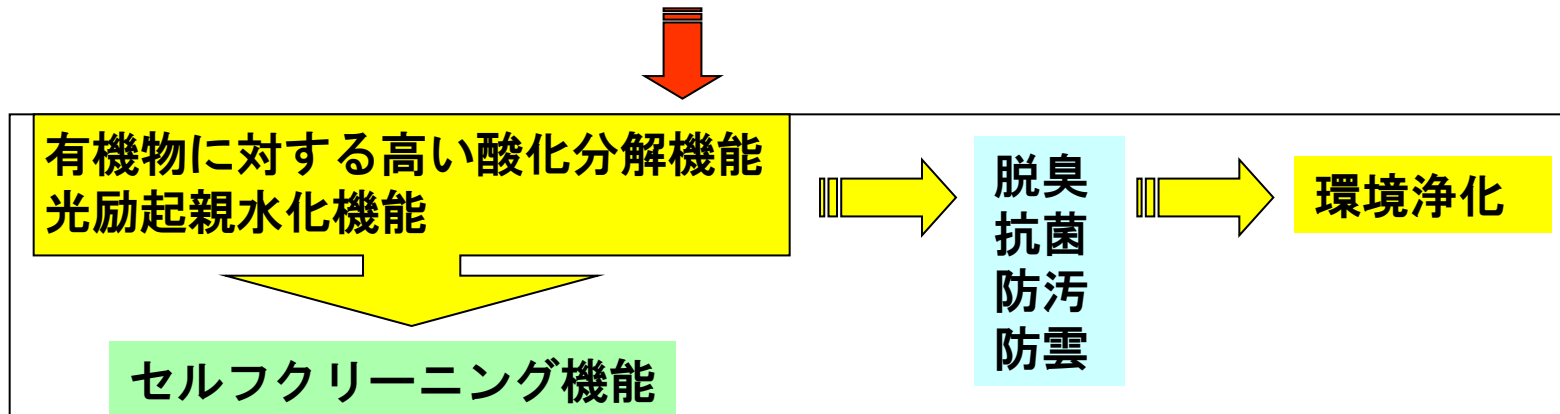 有機物に対する高い酸化分解機能
光励起親水化機能
脱臭
抗菌
防汚
防雲
環境浄化
セルフクリーニング機能